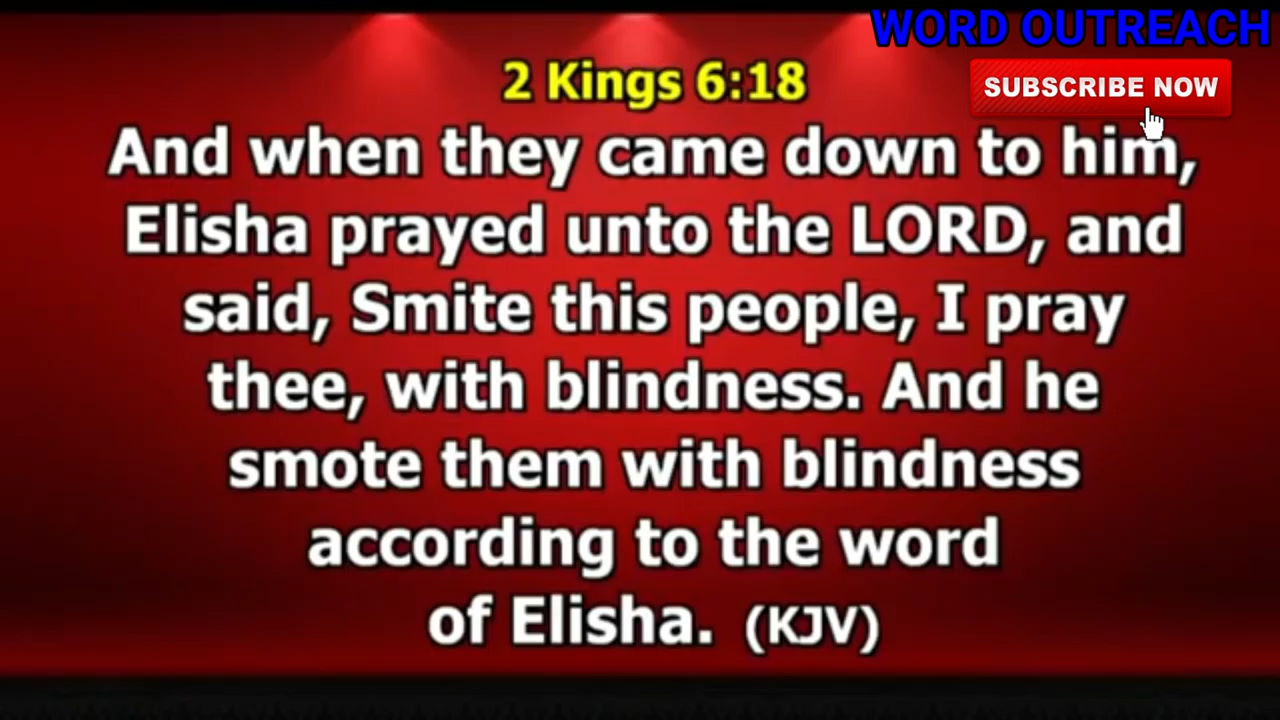 WORD OUTREACH
SUBSCRIBE NOW
2 Kings 6:18
And when they came down to him,
Elisha prayed unto the LORD, and
said, Smite this people, I pray
thee, with blindness. And he
smote them with blindness
according to the word
of Elisha. (KJV)